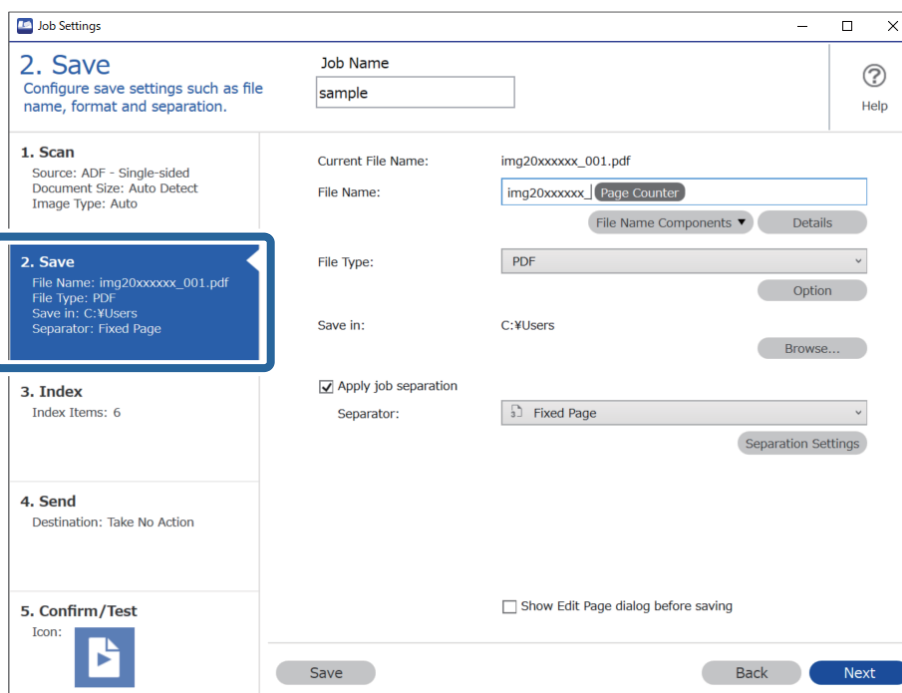 Job Settings
2. Save
Configure save settings such as file
name, format and separation.
Job Name
sample
Help
1. Scan
Source: ADF - Single-sided
Document Size: Auto Detect
Image Type: Auto
2. Save
File Name: img20xxxxxx_001.pdf
File Type: PDF
Save in: C:¥Users
Separator: Fixed Page
3. Index
Index Items: 6
4. Send
Destination: Take No Action
5. Confirm/Test
Icon:
Current File Name: img20xxxxxx_001.pdf
File Name: img20xxxxxx_ Page Counter
File Name Components ▼ Details
File Type: PDF
Option
Save in: C:¥Users
Browse...
Apply job separation
Separator: Fixed Page
Separation Settings
Show Edit Page dialog before saving
Save Back Next